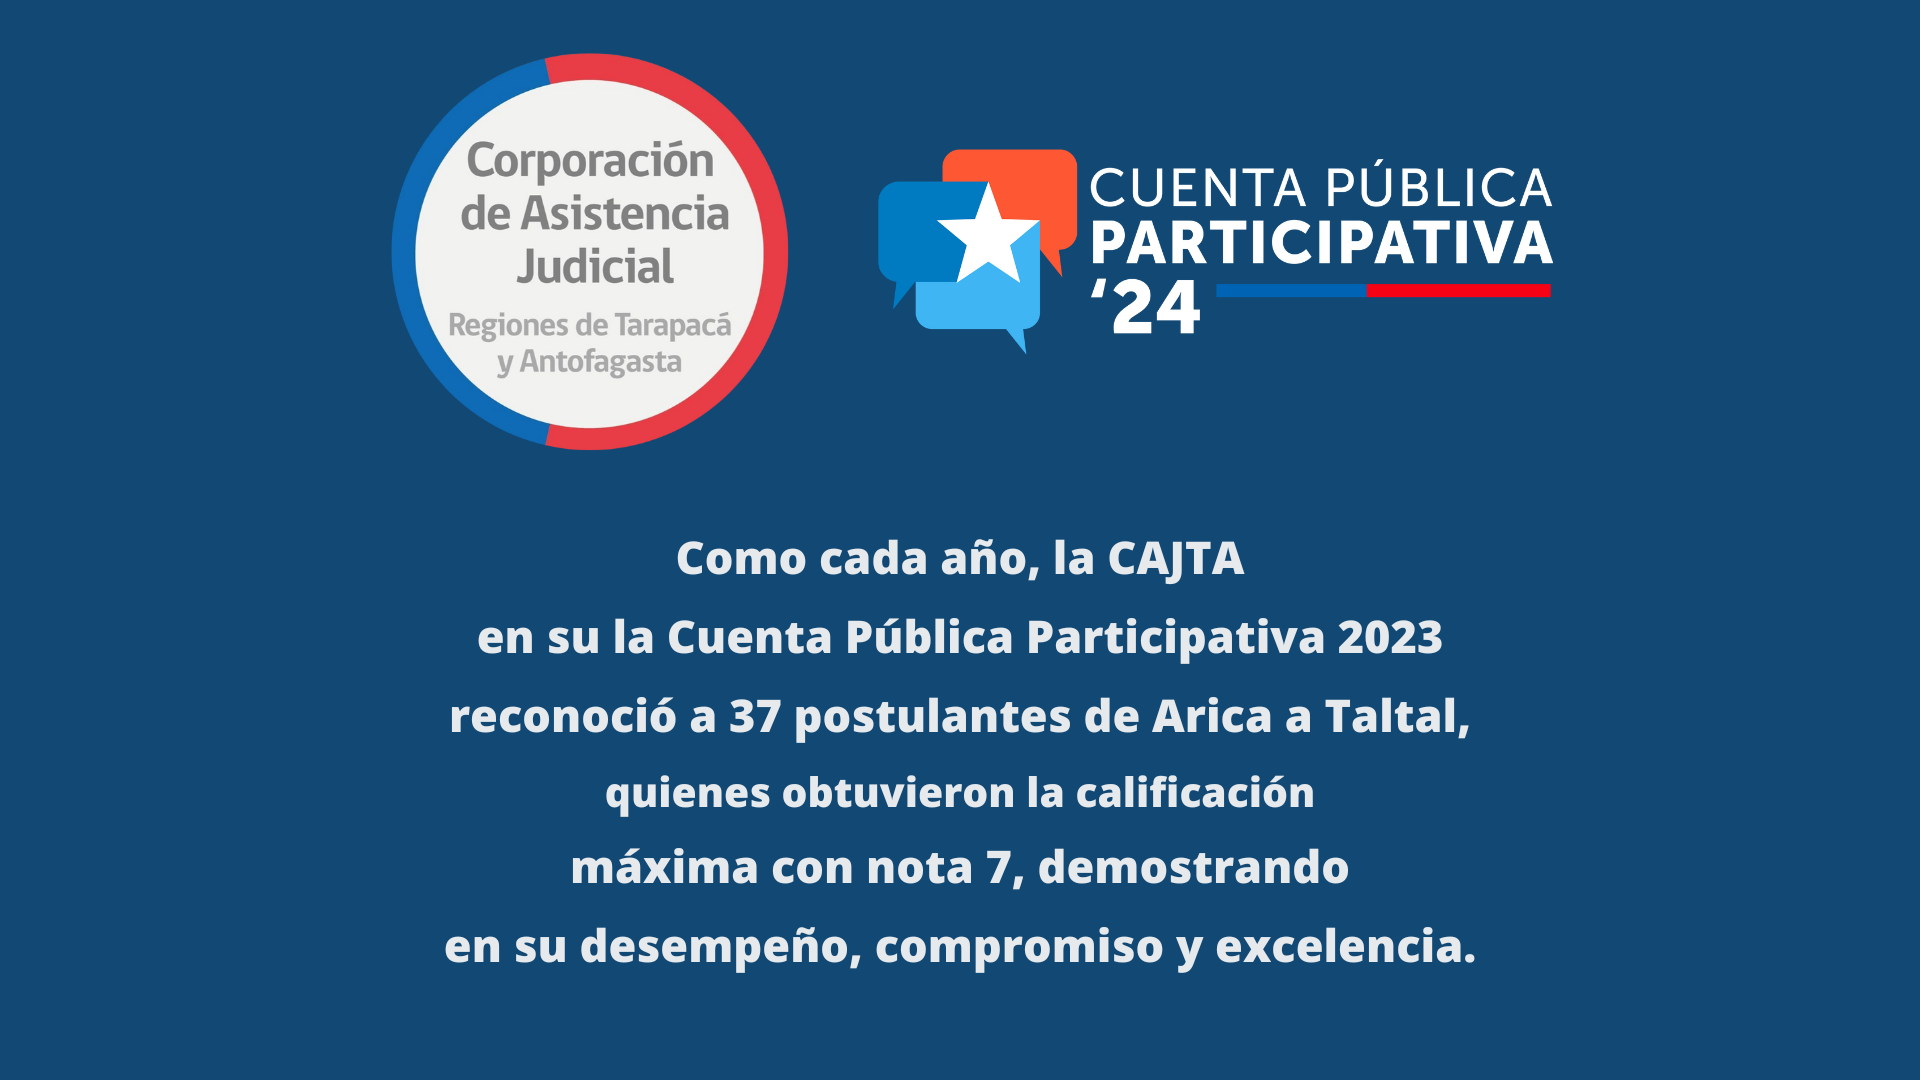 Corporación
de Asistencia
Judicial
Regiones de Tarapacá
y Antofagasta
CUENTA PÚBLICA
PARTICIPATIVA
‘24
Como cada año, la CAJTA
en su la Cuenta Pública Participativa 2023
reconoció a 37 postulantes de Arica a Taltal,
quienes obtuvieron la calificación
máxima con nota 7, demostrando
en su desempeño, compromiso y excelencia.